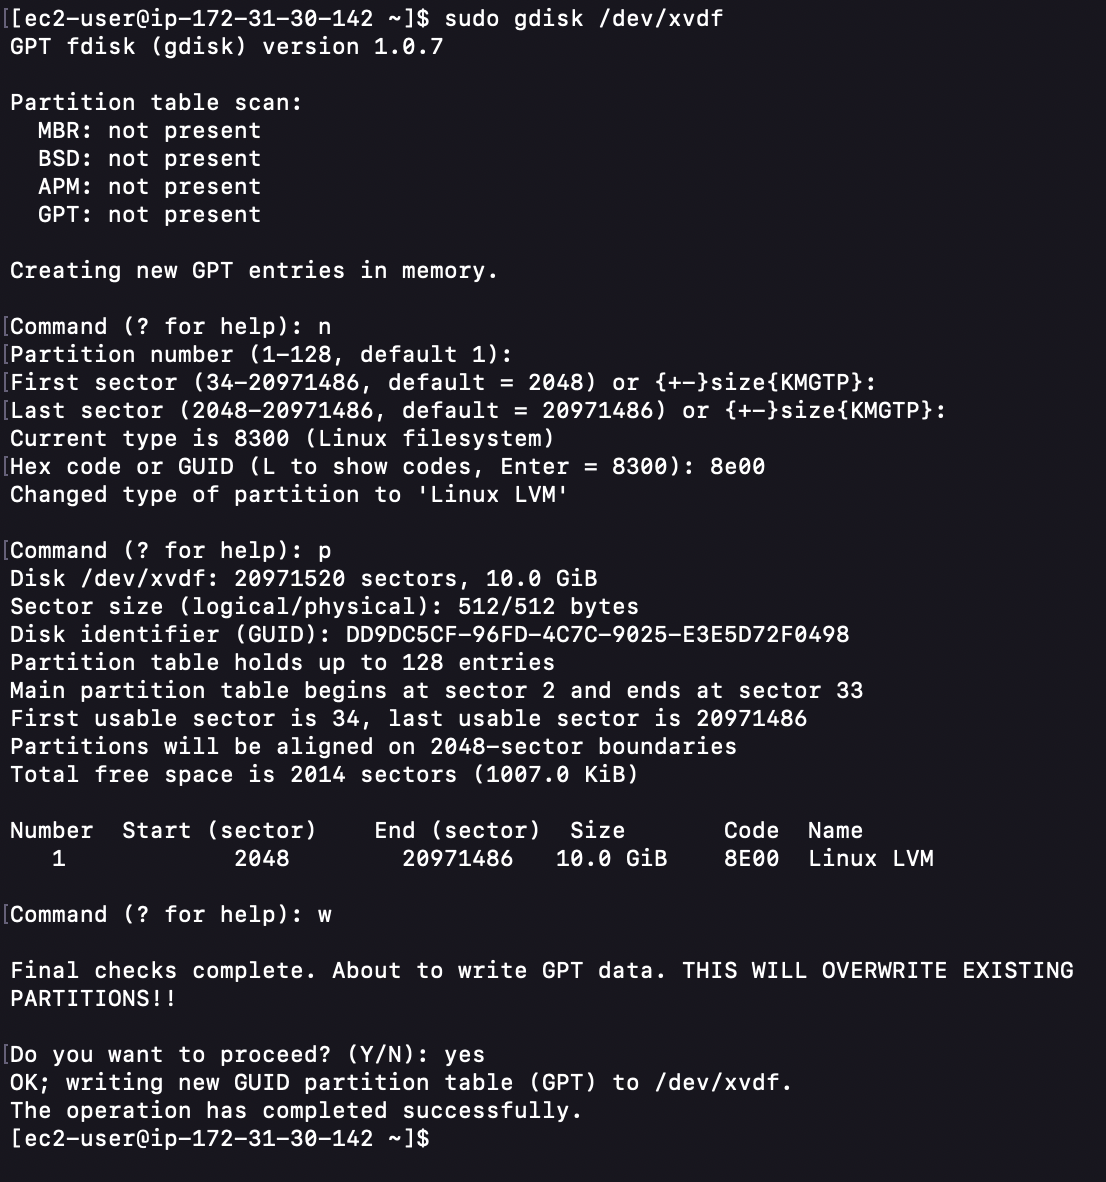 [[ec2-user@ip-172-31-30-142 ~]$ sudo gdisk /dev/xvdf
GPT fdisk (gdisk) version 1.0.7
Partition table scan:
MBR: not present
BSD: not present
APM: not present
GPT: not present
Creating new GPT entries in memory.
[Command (? for help): n
[Partition number (1-128, default 1):
[First sector (34-20971486, default = 2048) or {+-}size{KMGTP}:
[Last sector (2048-20971486, default = 20971486) or {+-}size{KMGTP}:
Current type is 8300 (Linux filesystem)
[Hex code or GUID (L to show codes, Enter = 8300): 8e00
Changed type of partition to 'Linux LVM'
[Command (? for help): p
Disk /dev/xvdf: 20971520 sectors, 10.0 GiB
Sector size (logical/physical): 512/512 bytes
Disk identifier (GUID): DD9DC5CF-96FD-4C7C-9025-E3E5D72F0498
Partition table holds up to 128 entries
Main partition table begins at sector 2 and ends at sector 33
First usable sector is 34, last usable sector is 20971486
Partitions will be aligned on 2048-sector boundaries
Total free space is 2014 sectors (1007.0 KiB)
Number  Start (sector)    End (sector)  Size       Code  Name
1            2048        20971486   10.0 GiB    8E00  Linux LVM
[Command (? for help): w
Final checks complete. About to write GPT data. THIS WILL OVERWRITE EXISTING
PARTITIONS!!
[Do you want to proceed? (Y/N): yes
OK; writing new GUID partition table (GPT) to /dev/xvdf.
The operation has completed successfully.
[ec2-user@ip-172-31-30-142 ~]$